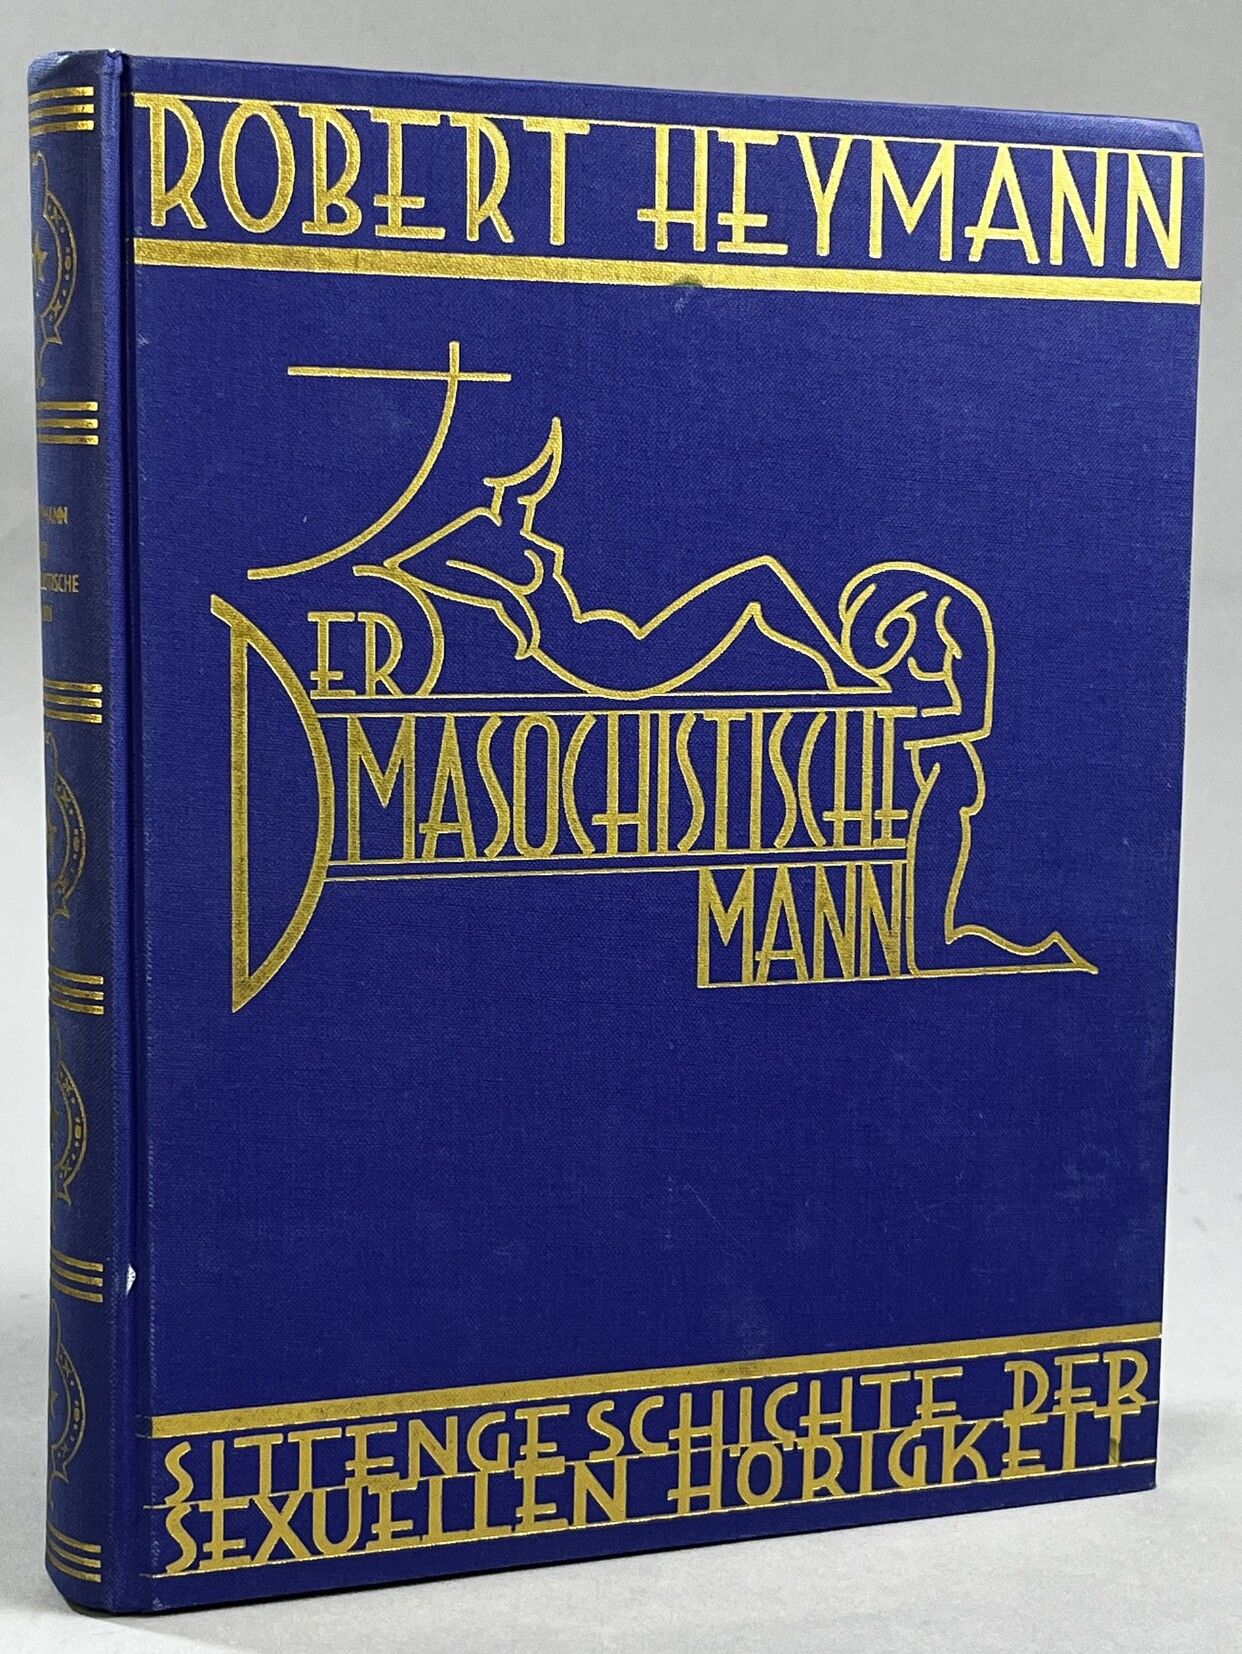 ROBERT HEYMANN
DER
MASOCHISTISCHE
MANN
SITTENGESCHICHTE DER
SEXUELLEN HÖRIGKEIT